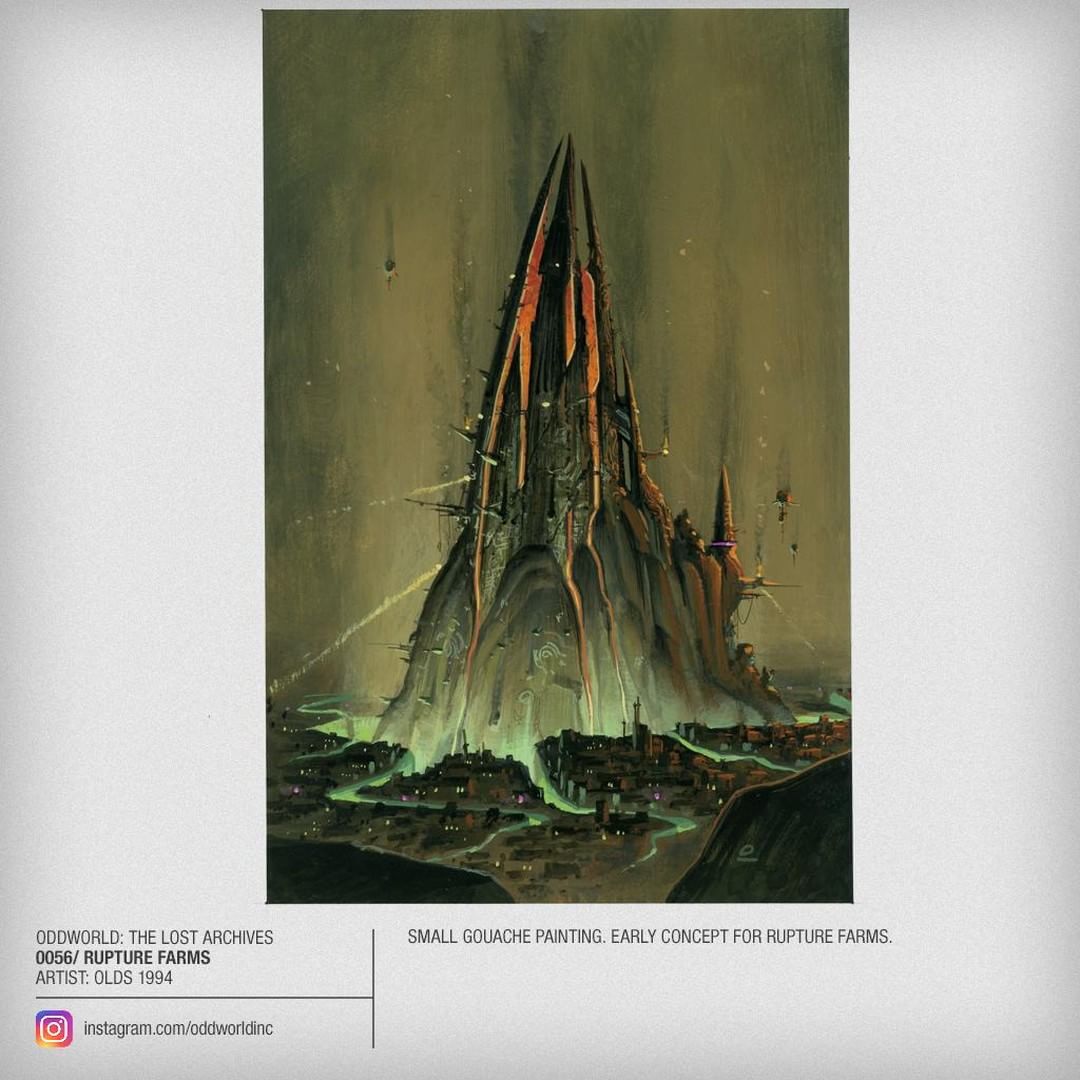 ODDWORLD: THE LOST ARCHIVES
0056/ RUPTURE FARMS
ARTIST: OLDS 1994
instagram.com/oddworldinc
SMALL GOUACHE PAINTING. EARLY CONCEPT FOR RUPTURE FARMS.